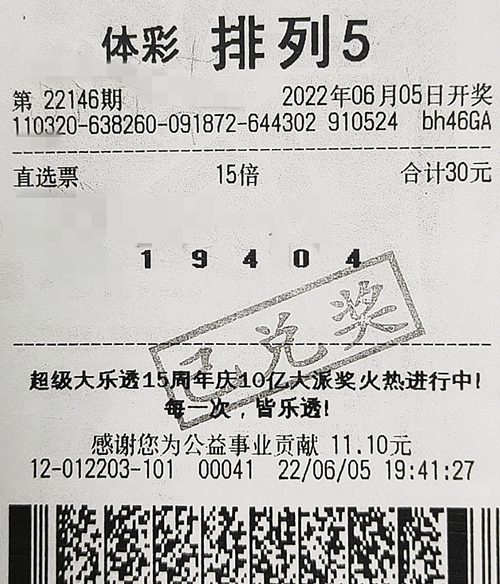 体彩 排列5
第 22146期 2022年06月05日开奖
110320-638260-091872-644302 910524 bh46GA
直选票 15倍 合计30元
1 9 4 0 4
已兑奖
超级大乐透15周年庆10亿大派奖火热进行中!
每一次，皆乐透!
感谢您为公益事业贡献 11.10元
12-012203-101 00041 22/06/05 19:41:27